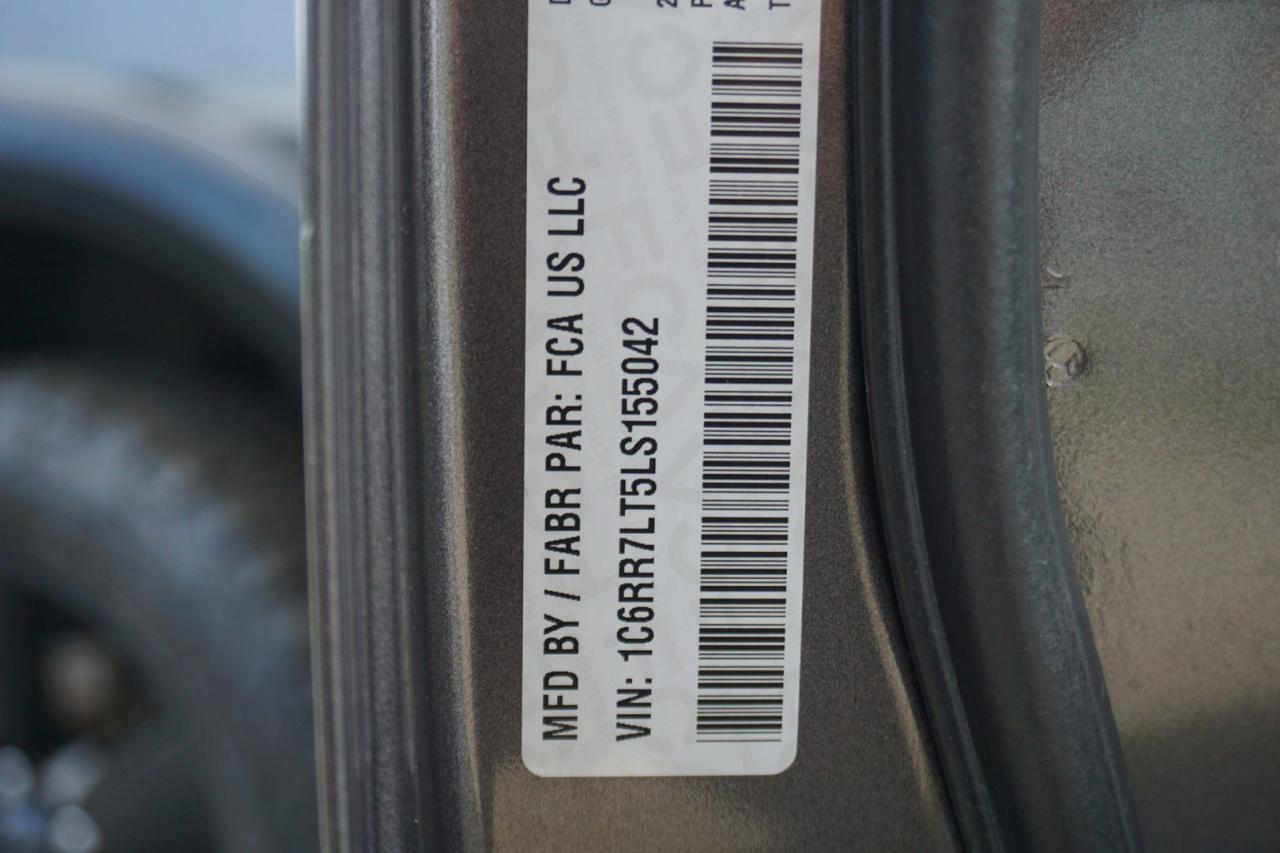 MFD BY / FABR PAR: FCA US LLC
VIN: 1C6RR7LT5LS155042